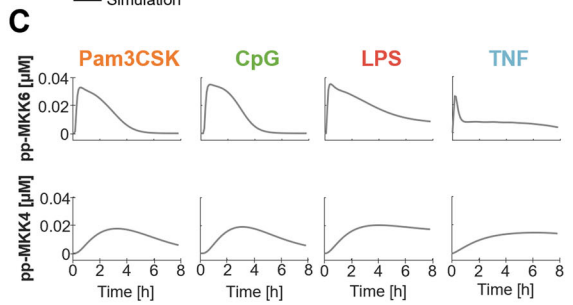 Simulation
C
Pam3CSK CpG LPS TNF
pp-MKK6 [µM]
0.04
0.02
0
pp-MKK4 [µM]
0.04
0.02
0
0 2 4 6 8 0 2 4 6 8 0 2 4 6 8 0 2 4 6 8
Time [h] Time [h] Time [h] Time [h]